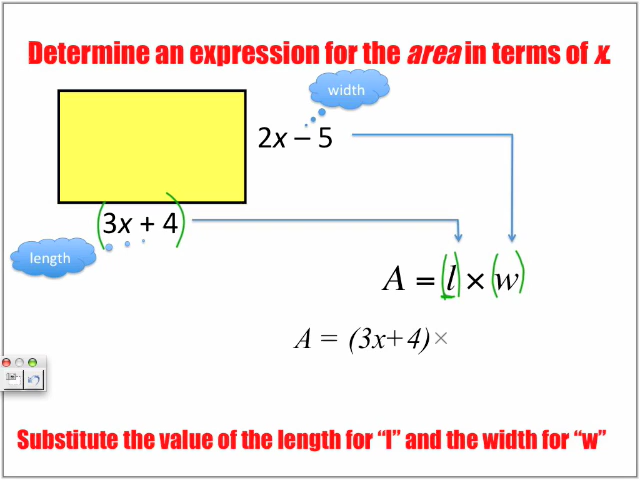 Determine an expression for the area in terms of x.
width
2x – 5
(3x + 4)
length
A = (l) × (w)
A = (3x+4)×
Substitute the value of the length for “l” and the width for “w”